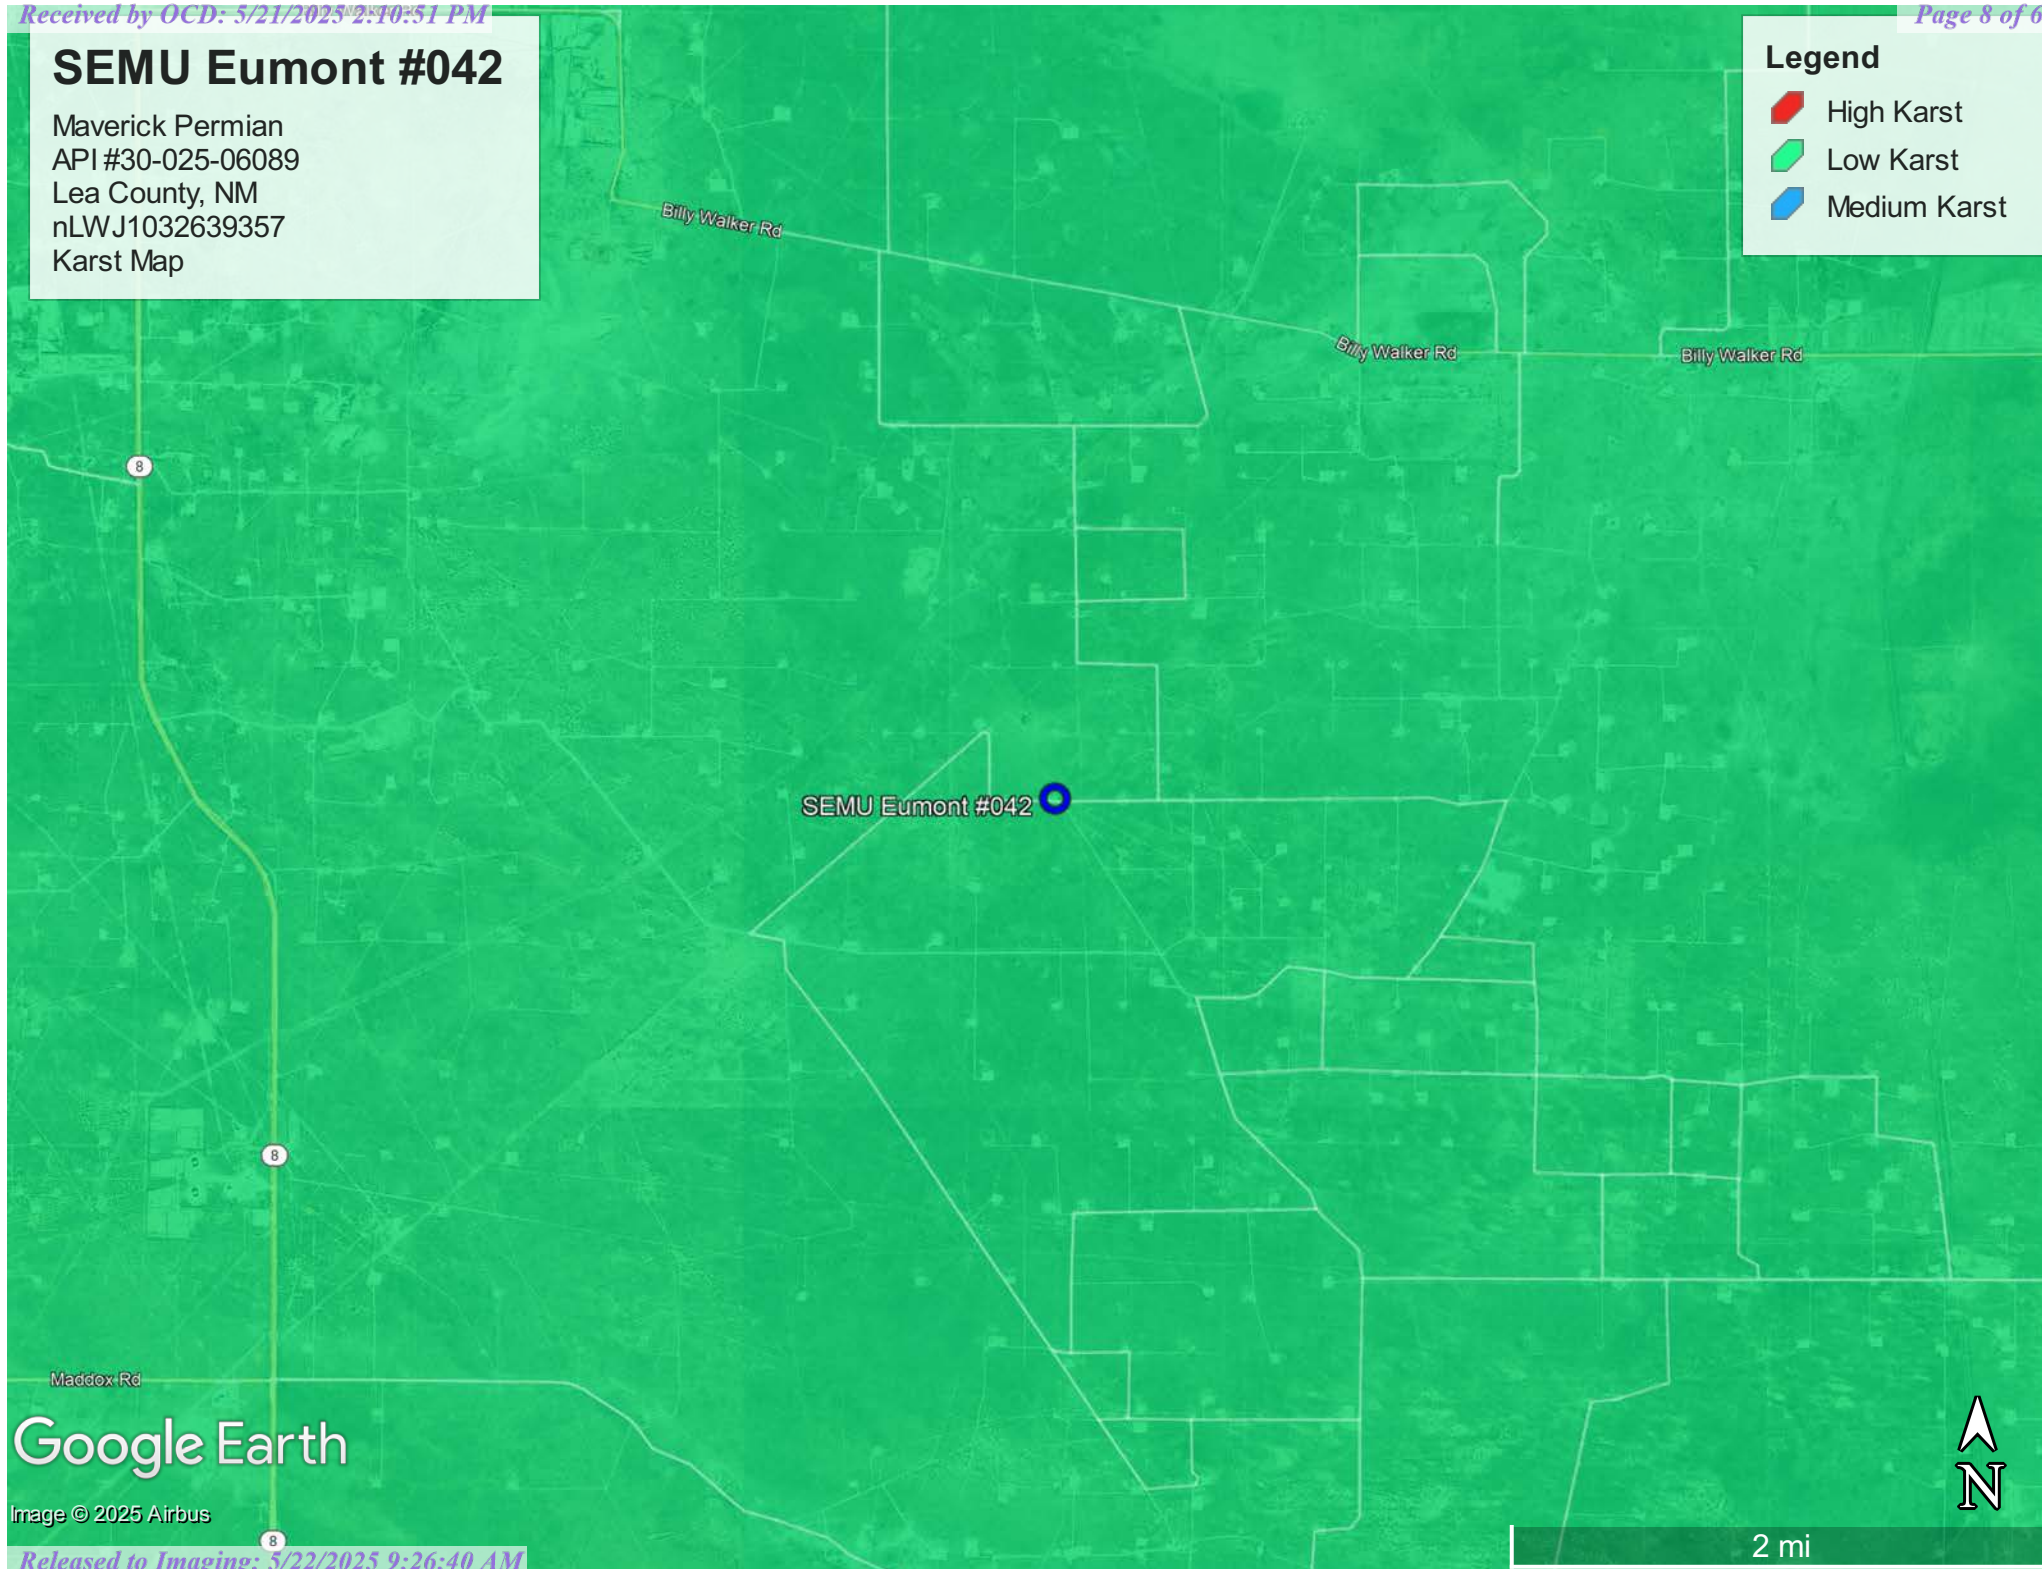 Received by OCD: 5/21/2025 2:10:51 PM
Page 8 of 6
SEMU Eumont #042
Maverick Permian
API #30-025-06089
Lea County, NM
nLWJ1032639357
Karst Map
Legend
High Karst
Low Karst
Medium Karst
Billy Walker Rd
Billy Walker Rd
Billy Walker Rd
8
SEMU Eumont #042
8
Maddox Rd
Google Earth
Image © 2025 Airbus
N
8
2 mi
Released to Imaging: 5/22/2025 9:26:40 AM